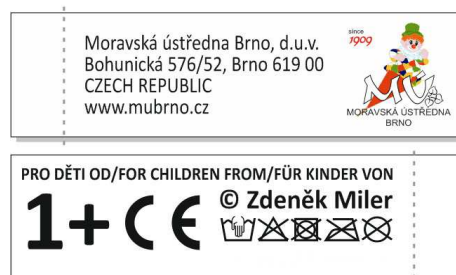 Moravská ústředna Brno, d.u.v.
Bohunická 576/52, Brno 619 00
CZECH REPUBLIC
www.mubrno.cz
since
1909
MU
MORAVSKÁ ÚSTŘEDNA
BRNO
PRO DĚTI OD/FOR CHILDREN FROM/FÜR KINDER VON
1+ CE
© Zdeněk Miler